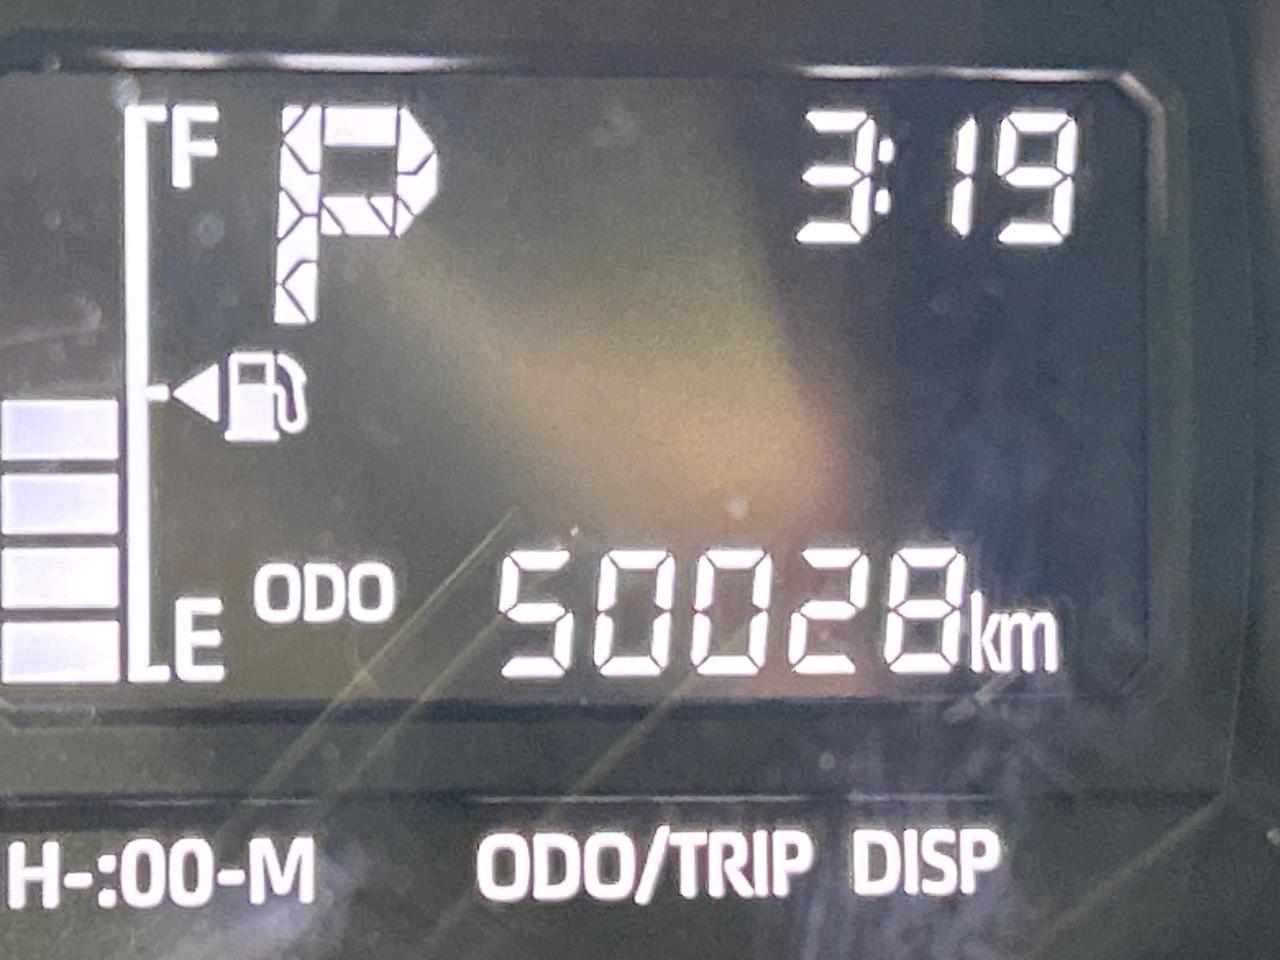 F P 3:19
E ODO 50028km
H-:00-M ODO/TRIP DISP